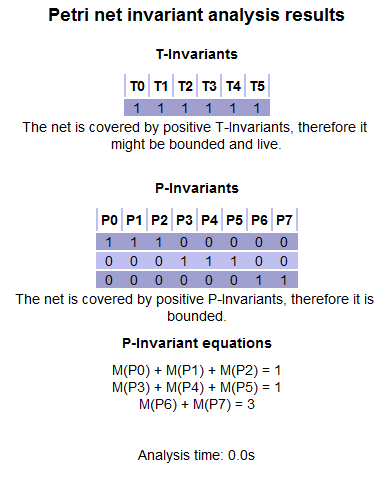 Petri net invariant analysis results
T-Invariants
T0 T1 T2 T3 T4 T5
1 1 1 1 1 1
The net is covered by positive T-Invariants, therefore it
might be bounded and live.
P-Invariants
P0 P1 P2 P3 P4 P5 P6 P7
1 1 1 0 0 0 0 0
0 0 0 1 1 1 0 0
0 0 0 0 0 0 1 1
The net is covered by positive P-Invariants, therefore it is
bounded.
P-Invariant equations
M(P0) + M(P1) + M(P2) = 1
M(P3) + M(P4) + M(P5) = 1
M(P6) + M(P7) = 3
Analysis time: 0.0s